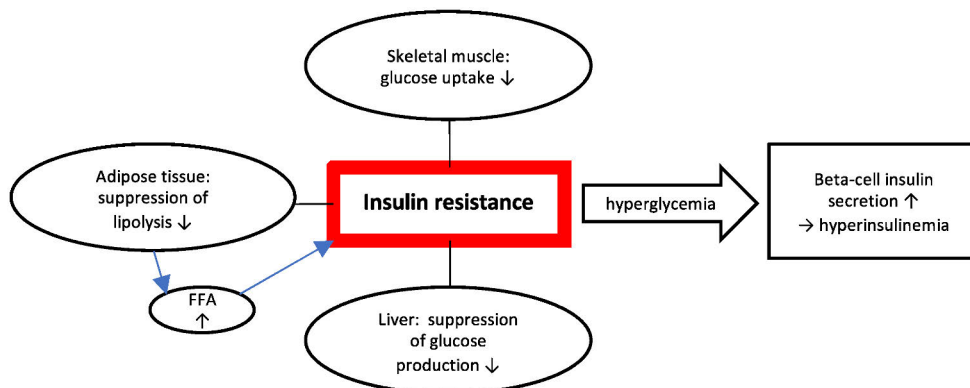 Skeletal muscle:
glucose uptake ↓
Adipose tissue:
suppression of
lipolysis ↓
Insulin resistance
hyperglycemia
Beta-cell insulin
secretion ↑
→ hyperinsulinemia
FFA
↑
Liver: suppression
of glucose
production ↓